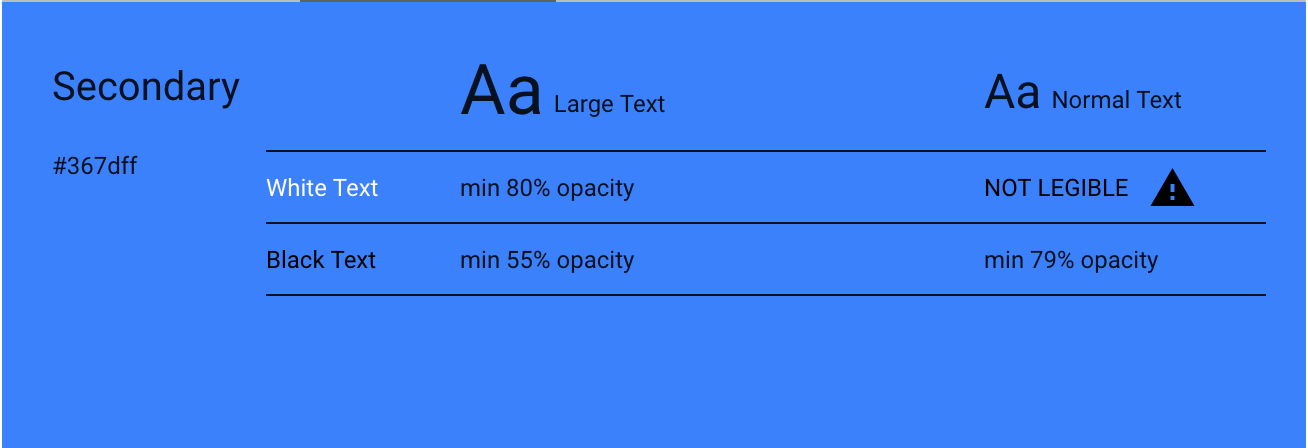 Secondary
Aa Large Text
Aa Normal Text
#367dff
White Text min 80% opacity NOT LEGIBLE
Black Text min 55% opacity min 79% opacity